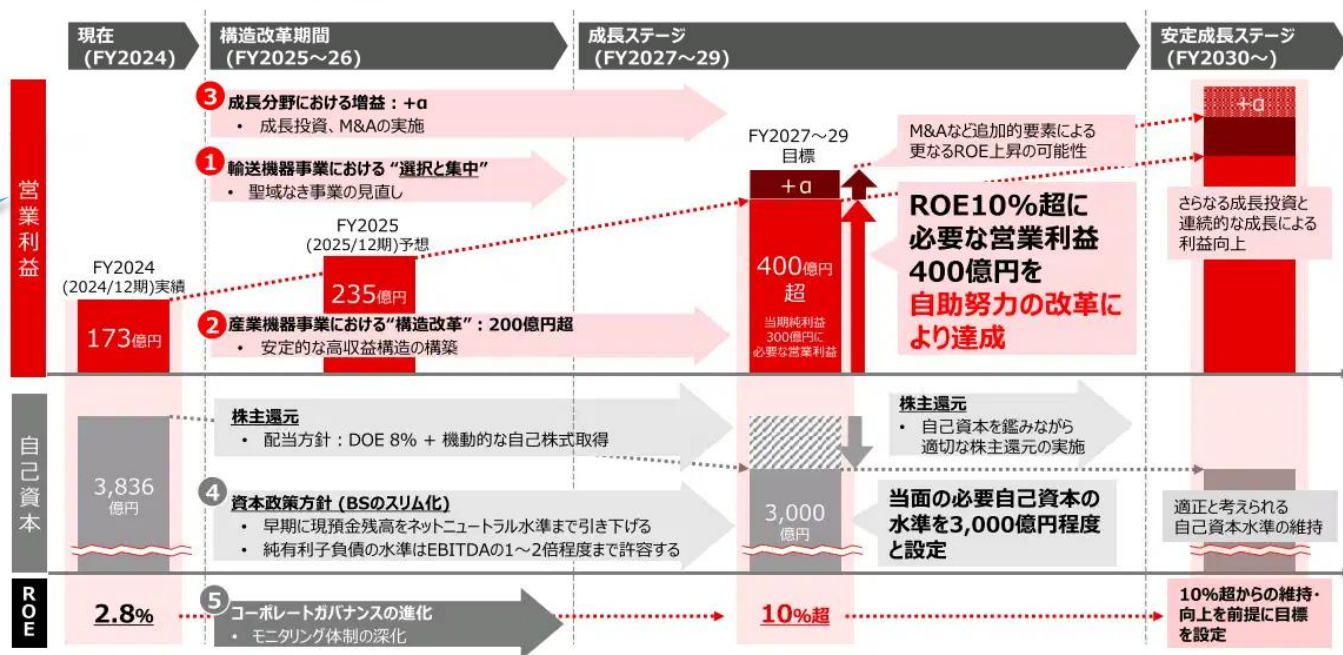 現在
(FY2024)
構造改革期間
(FY2025～26)
成長ステージ
(FY2027～29)
安定成長ステージ
(FY2030～)
営業利益
3
成長分野における増益：+α
• 成長投資、M&Aの実施
1
輸送機器事業における “選択と集中”
• 聖域なき事業の見直し
FY2024
(2024/12期)実績
173億円
FY2025
(2025/12期)予想
235億円
2
産業機器事業における“構造改革”：200億円超
• 安定的な高収益構造の構築
FY2027～29
目標
+α
400億円
超
当期純利益
300億円に
必要な営業利益
M&Aなど追加的要素による
更なるROE上昇の可能性
ROE10%超に
必要な営業利益
400億円を
自助努力の改革に
より達成
+α
さらなる成長投資と
連続的な成長による
利益向上
自己資本
3,836
億円
株主還元
• 配当方針：DOE 8% + 機動的な自己株式取得
4
資本政策方針 (BSのスリム化)
• 早期に現預金残高をネットニュートラル水準まで引き下げる
• 純有利子負債の水準はEBITDAの1～2倍程度まで許容する
3,000
億円
株主還元
• 自己資本を鑑みながら
適切な株主還元の実施
当面の必要自己資本の
水準を3,000億円程度
と設定
適正と考えられる
自己資本水準の維持
ROE
2.8%
5
コーポレートガバナンスの進化
• モニタリング体制の深化
10%超
10%超からの維持・
向上を前提に目標
を設定